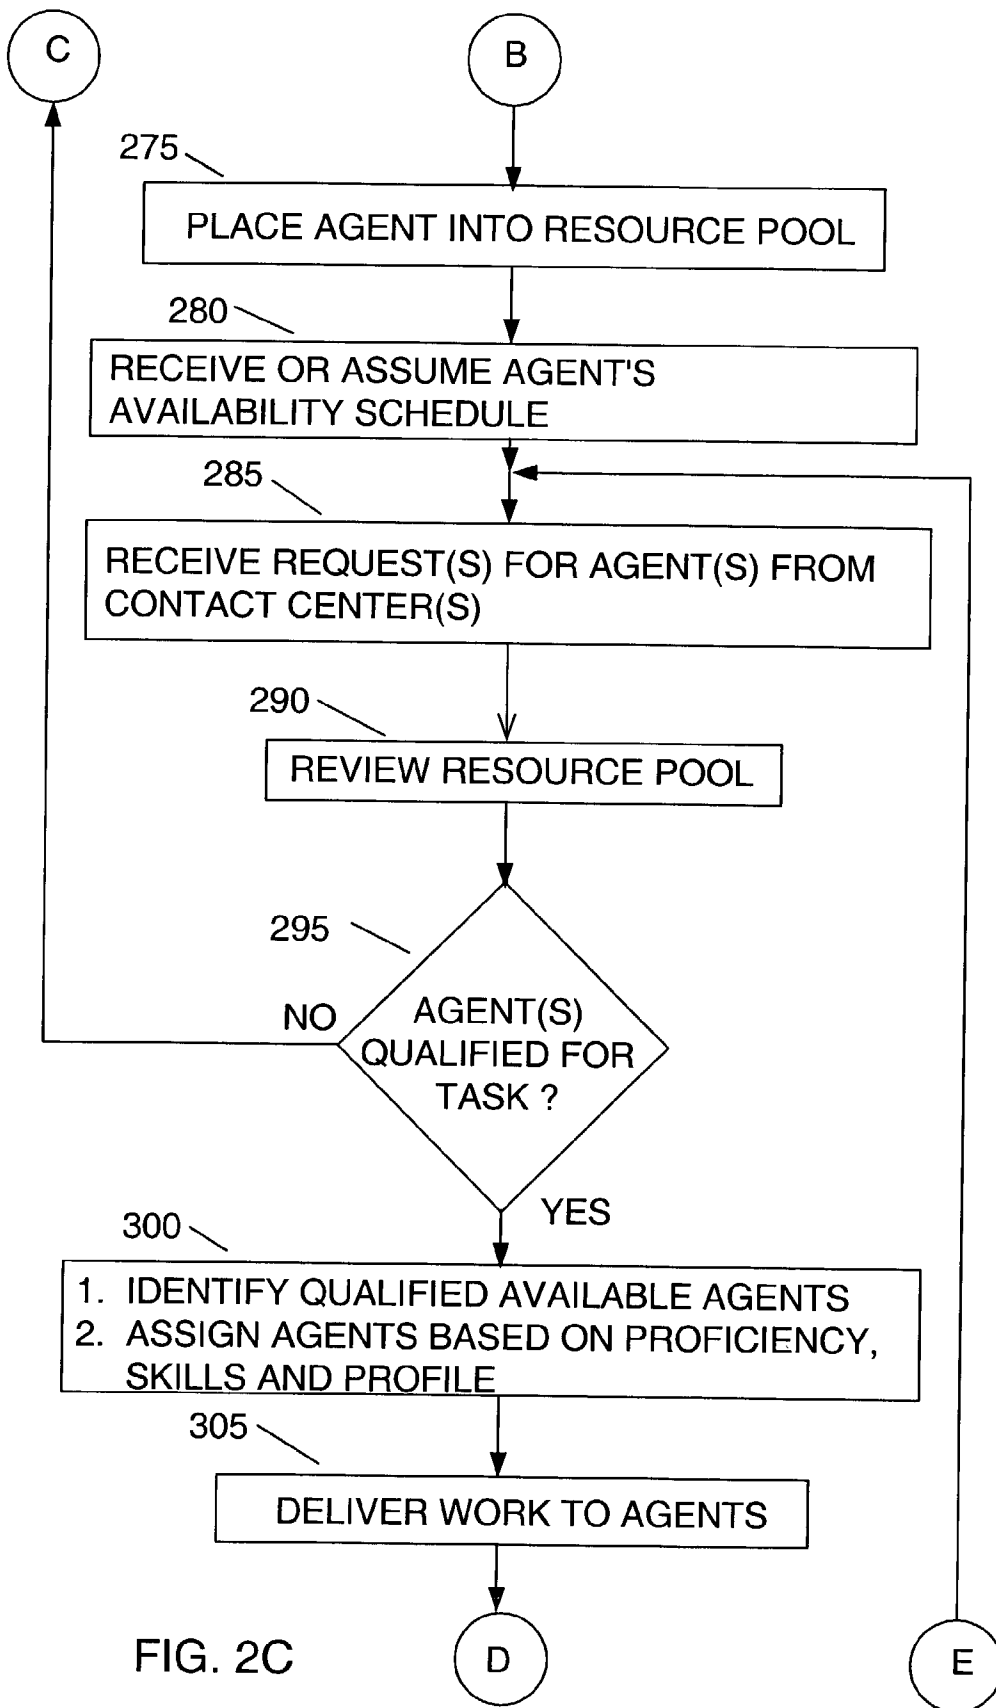 C
B
275
PLACE AGENT INTO RESOURCE POOL
280
RECEIVE OR ASSUME AGENT'S
AVAILABILITY SCHEDULE
285
RECEIVE REQUEST(S) FOR AGENT(S) FROM
CONTACT CENTER(S)
290
REVIEW RESOURCE POOL
295
NO
AGENT(S)
QUALIFIED FOR
TASK ?
YES
300
1. IDENTIFY QUALIFIED AVAILABLE AGENTS
2. ASSIGN AGENTS BASED ON PROFICIENCY,
SKILLS AND PROFILE
305
DELIVER WORK TO AGENTS
FIG. 2C
D
E